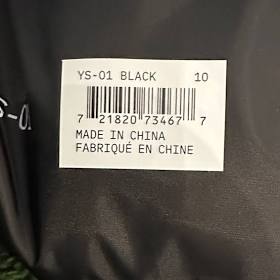 YS-01 BLACK 10
7 21820 73467 7
MADE IN CHINA
FABRIQUÉ EN CHINE